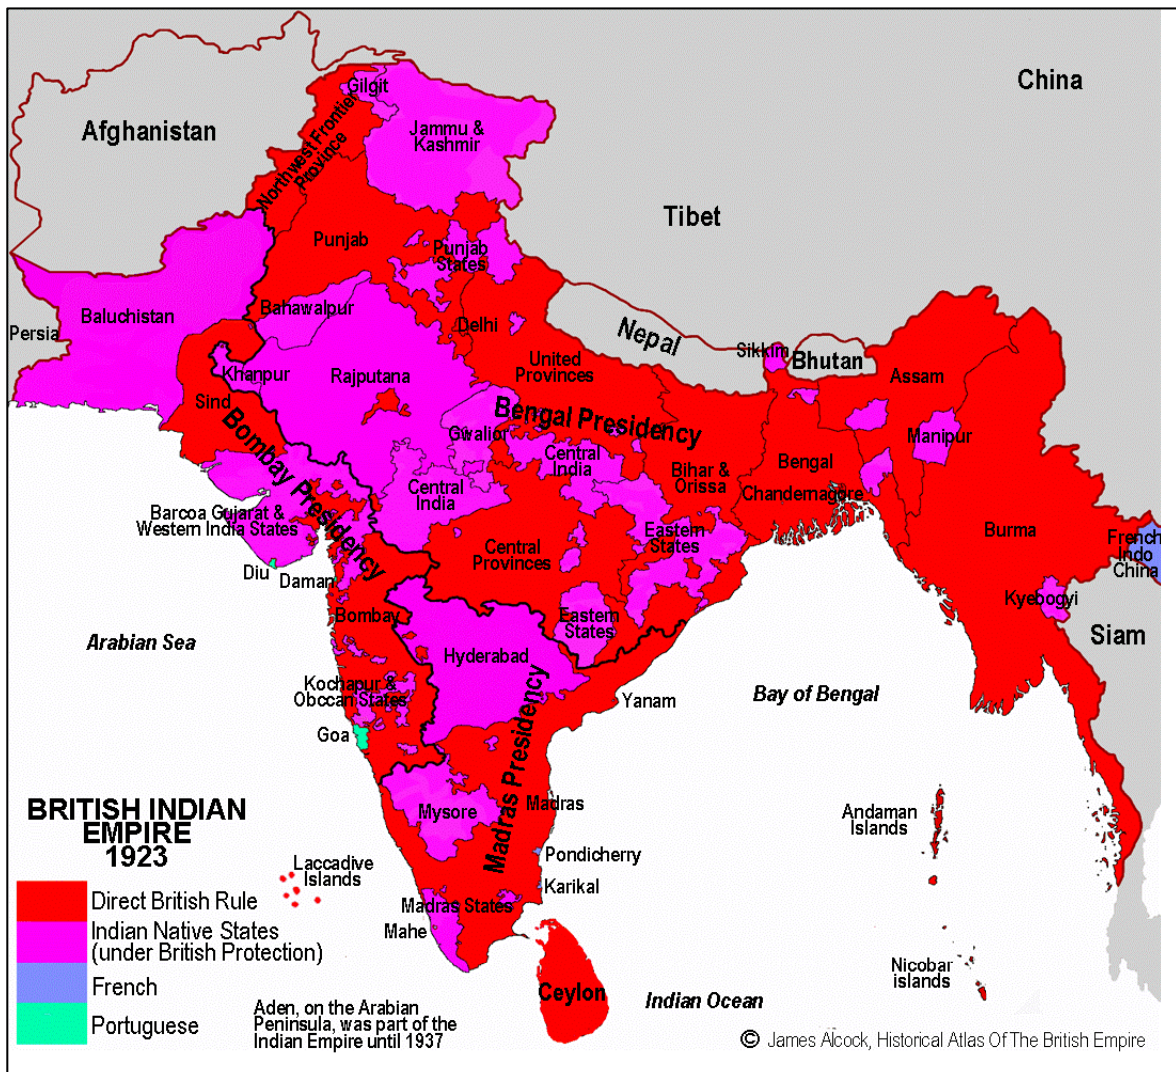 China
Gilgit
Afghanistan
Jammu &
Kashmir
Northwest Frontier
Province
Tibet
Punjab
Punjab
States
Bahawalpur
Baluchistan
Persia
Delhi
Nepal
Sikkim
Bhutan
Khanpur
Rajputana
United
Provinces
Assam
Sind
Bengal Presidency
Gwalior
Manipur
Bombay Presidency
Central
India
Bihar &
Orissa
Bengal
Chandernagore
Central
India
Barcoa Gujarat &
Western India States
Eastern
States
Burma
French
Indo
China
Central
Provinces
Diu
Daman
Kyebogyi
Bombay
Eastern
States
Siam
Arabian Sea
Hyderabad
Kochapur &
Obccan States
Bay of Bengal
Yanam
Goa
Madras Presidency
BRITISH INDIAN
EMPIRE
1923
Mysore
Madras
Andaman
Islands
Pondicherry
Laccadive
Islands
Karikal
Direct British Rule
Madras States
Mahe
Indian Native States
(under British Protection)
Nicobar
islands
French
Ceylon
Indian Ocean
Portuguese
Aden, on the Arabian
Peninsula, was part of the
Indian Empire until 1937
© James Alcock, Historical Atlas Of The British Empire